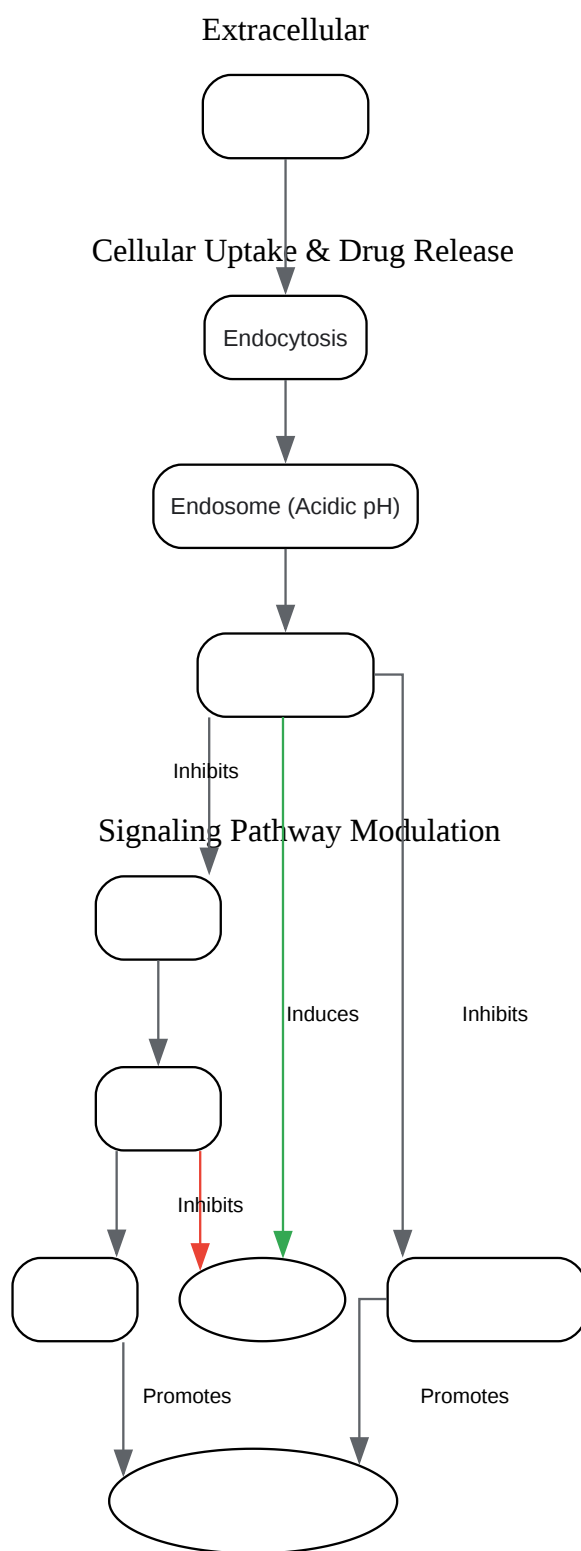 Extracellular
Cellular Uptake & Drug Release
Endocytosis
Endosome (Acidic pH)
Inhibits
Signaling Pathway Modulation
Induces
Inhibits
Inhibits
Promotes
Promotes